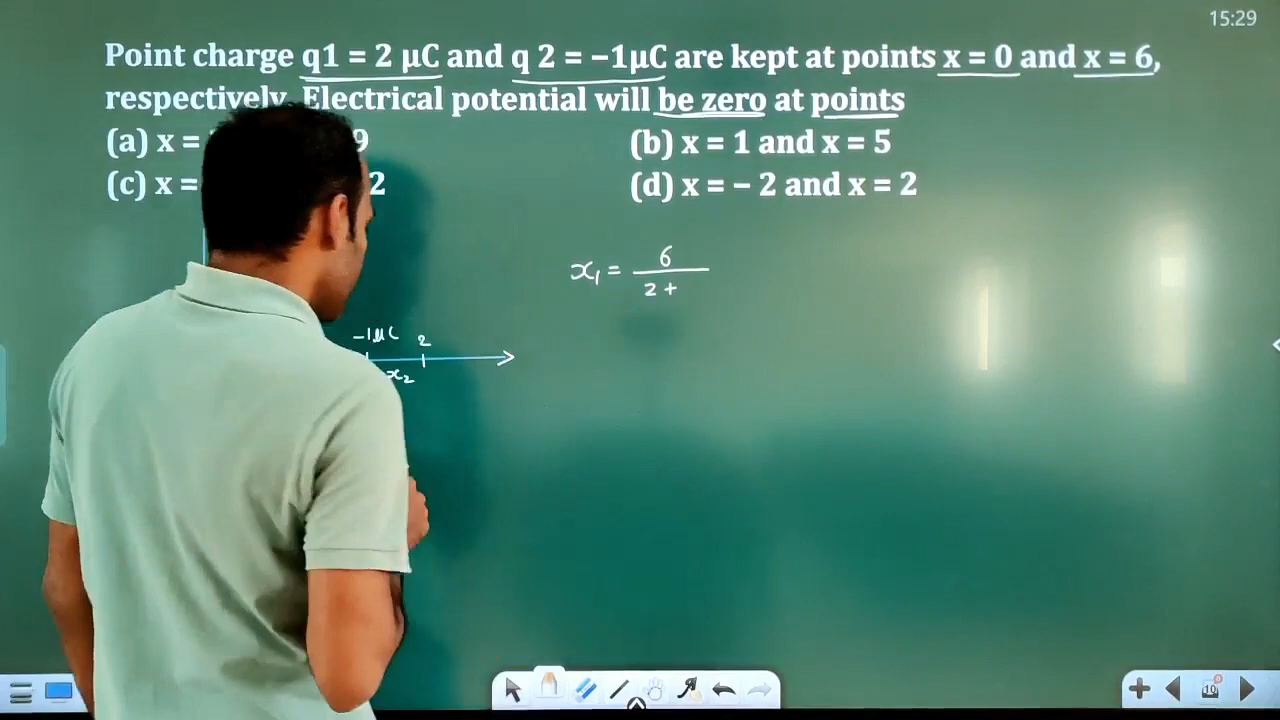 15:29
Point charge q1 = 2 μC and q 2 = −1μC are kept at points x = 0 and x = 6,
respectively. Electrical potential will be zero at points
(a) x = 9
(b) x = 1 and x = 5
(c) x = 2
(d) x = − 2 and x = 2
x₁ = 6 / 2 +
−1μC 2
x₂
10